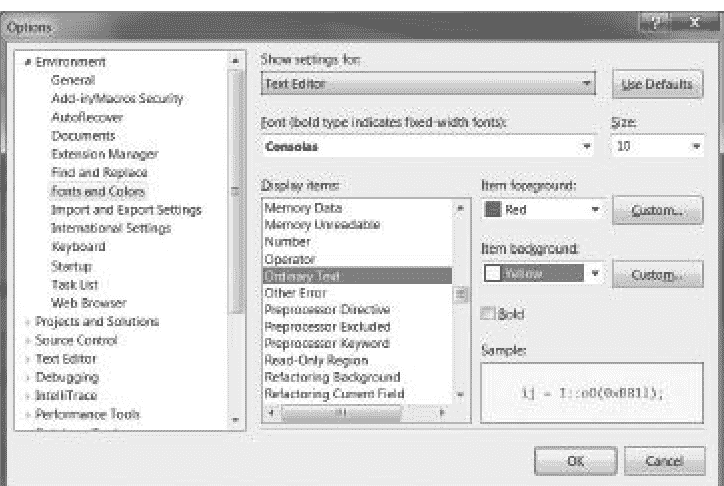 Options
Environment
General
Add-in/Macros Security
AutoRecover
Documents
Extension Manager
Find and Replace
Fonts and Colors
Import and Export Settings
International Settings
Keyboard
Startup
Task List
Web Browser
Projects and Solutions
Source Control
Text Editor
Debugging
IntelliTrace
Performance Tools
Show settings for:
Text Editor
Use Defaults
Font (bold type indicates fixed-width fonts):
Size:
Consolas
10
Display items:
Memory Data
Memory Unreadable
Number
Operator
Ordinary Text
Other Error
Preprocessor Directive
Preprocessor Excluded
Preprocessor Keyword
Read-Only Region
Refactoring Background
Refactoring Current Field
Item foreground:
Red
Custom...
Item background:
Yellow
Custom...
Bold
Sample:
ij = I::oO(0xB81l);
OK
Cancel